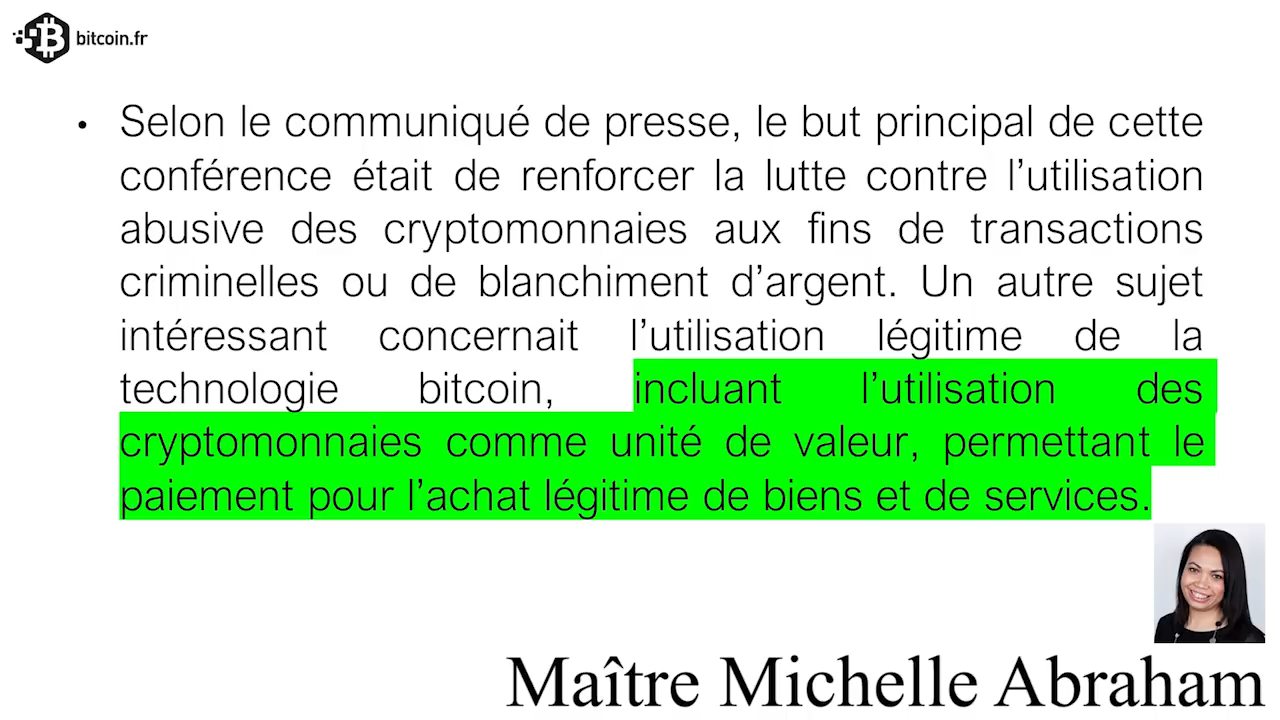 bitcoin.fr
• Selon le communiqué de presse, le but principal de cette
conférence était de renforcer la lutte contre l’utilisation
abusive des cryptomonnaies aux fins de transactions
criminelles ou de blanchiment d’argent. Un autre sujet
intéressant concernait l’utilisation légitime de la
technologie bitcoin, incluant l’utilisation des
cryptomonnaies comme unité de valeur, permettant le
paiement pour l’achat légitime de biens et de services.
Maître Michelle Abraham